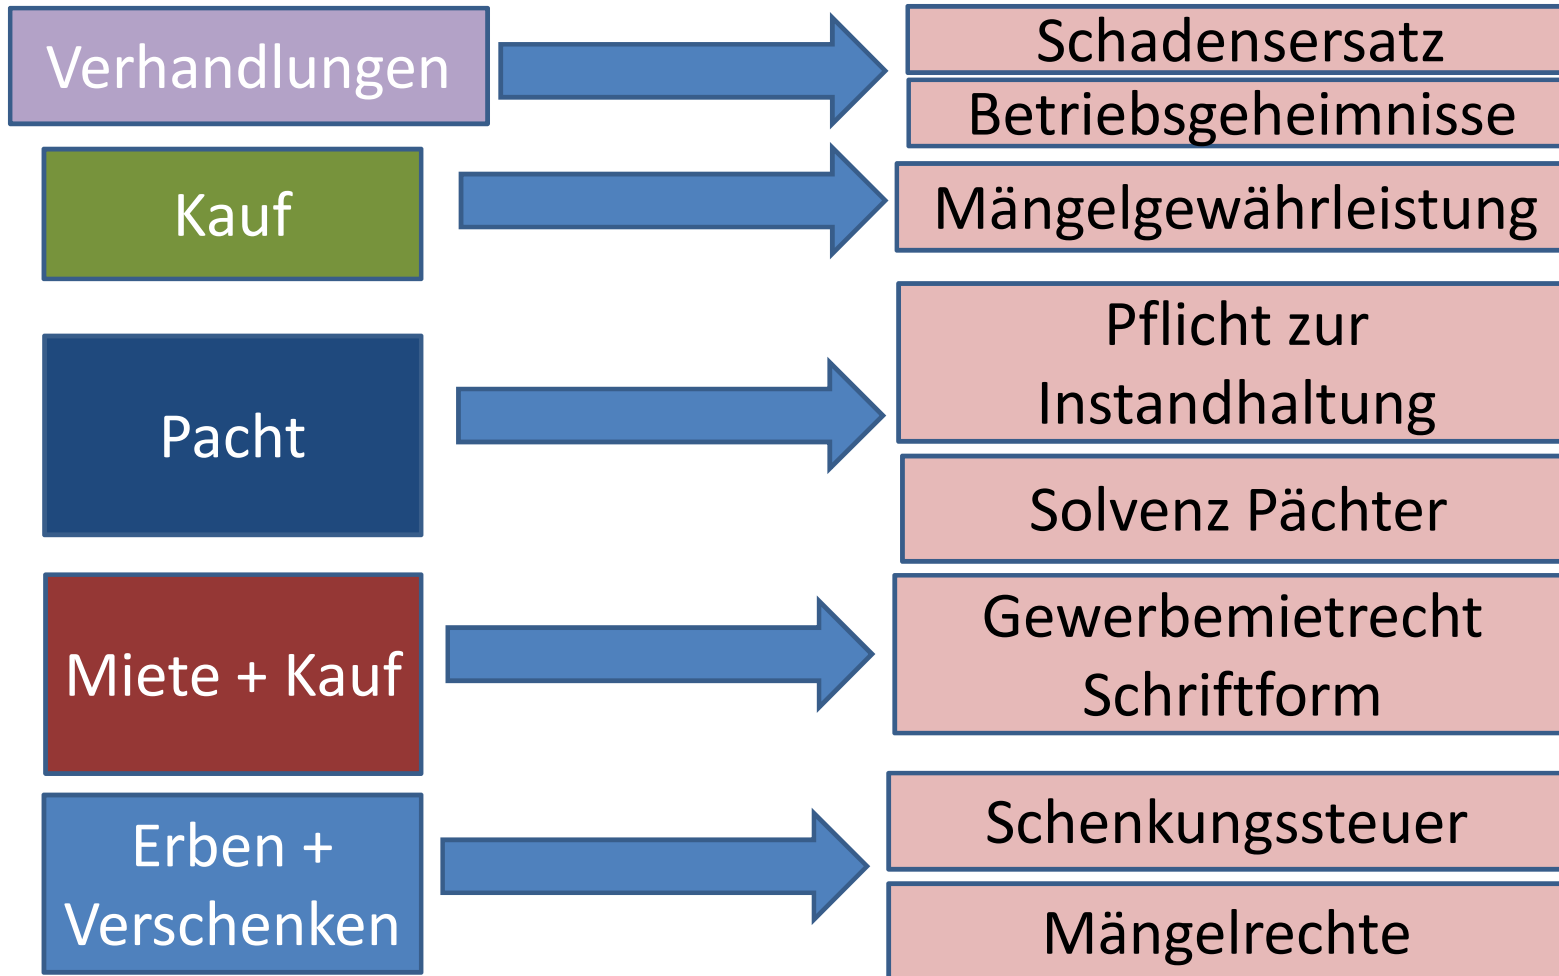 Verhandlungen
Schadensersatz
Betriebsgeheimnisse
Kauf
Mängelgewährleistung
Pacht
Pflicht zur
Instandhaltung
Solvenz Pächter
Miete + Kauf
Gewerbemietrecht
Schriftform
Erben +
Verschenken
Schenkungssteuer
Mängelrechte